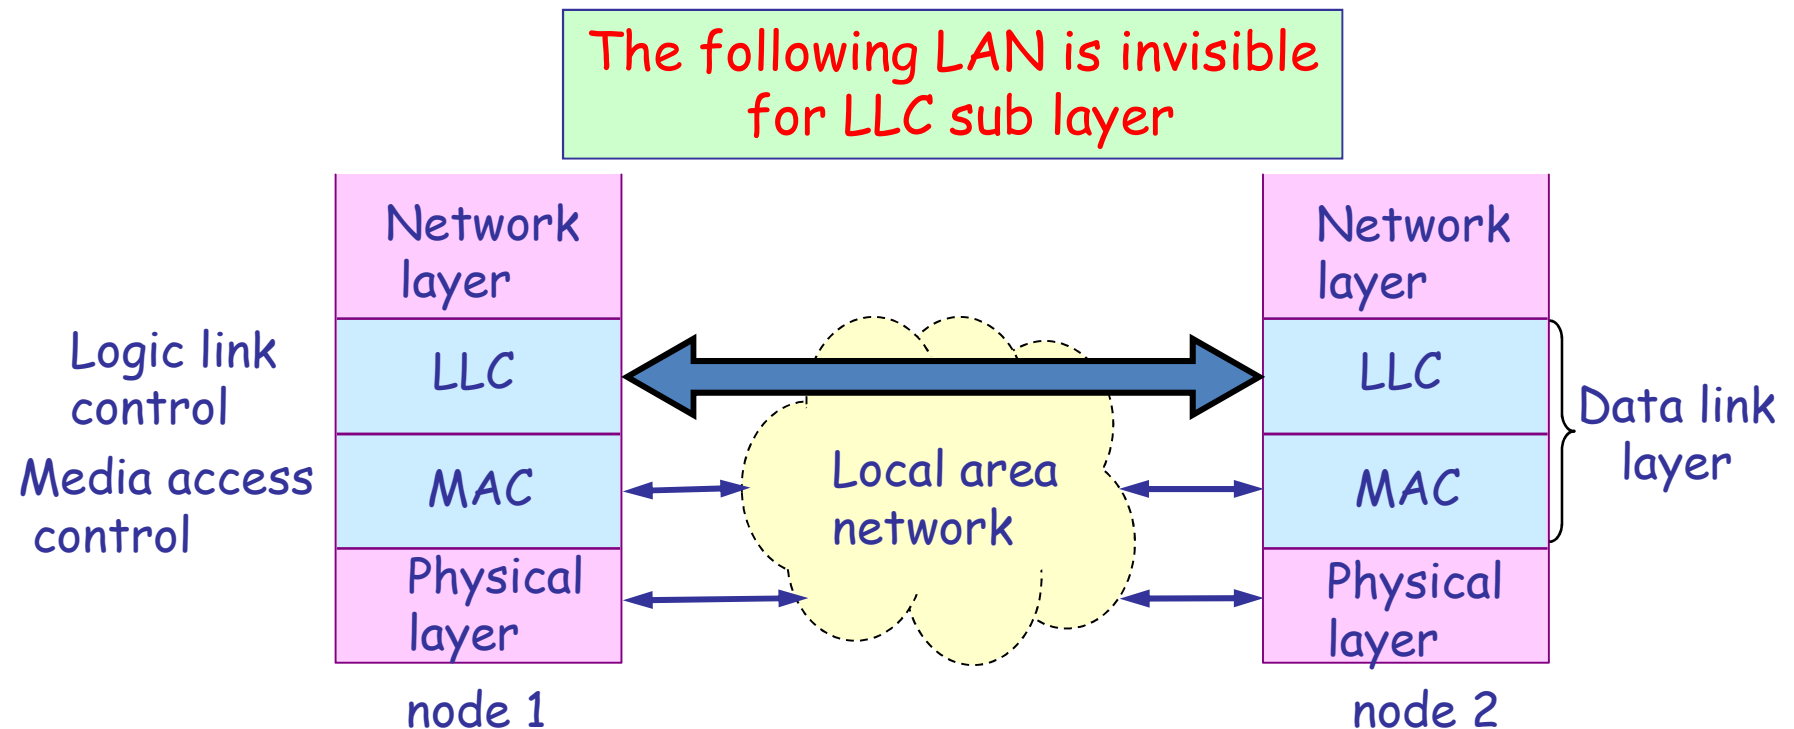 The following LAN is invisible
for LLC sub layer
Network
layer
Network
layer
Logic link
control
LLC
LLC
Data link
layer
Media access
control
MAC
Local area
network
MAC
Physical
layer
Physical
layer
node 1
node 2